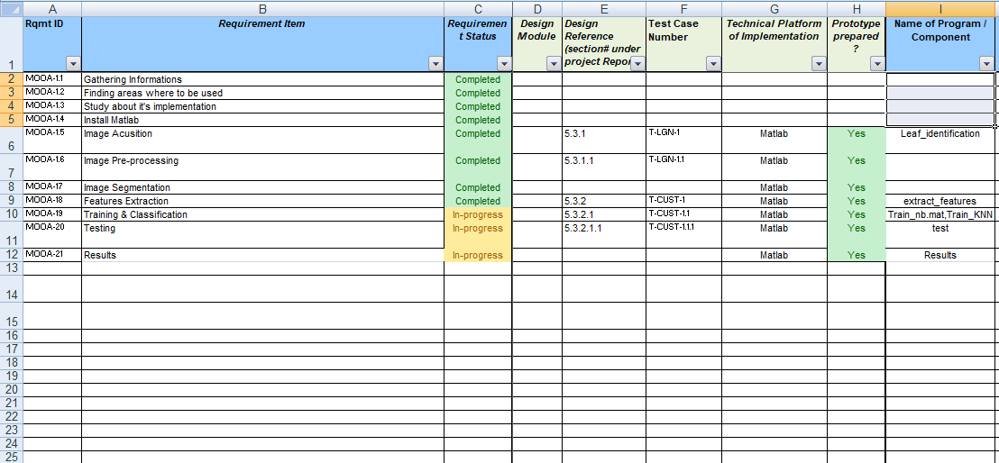 A B C D E F G H I
1 Rqmt ID Requirement Item Requiremen t Status Design Module Design Reference (section# under project Repor Test Case Number Technical Platform of Implementation Prototype prepared ? Name of Program / Component
2 MOOA-1.1 Gathering Informations Completed
3 MOOA-1.2 Finding areas where to be used Completed
4 MOOA-1.3 Study about it's implementation Completed
5 MOOA-1.4 Install Matlab Completed
6 MOOA-1.5 Image Acusition Completed 5.3.1 T-LGN-1 Matlab Yes Leaf_identification
7 MOOA-1.6 Image Pre-processing Completed 5.3.1.1 T-LGN-1.1 Matlab Yes
8 MOOA-17 Image Segmentation Completed Matlab Yes
9 MOOA-18 Features Extraction Completed 5.3.2 T-CUST-1 Matlab Yes extract_features
10 MOOA-19 Training & Classification In-progress 5.3.2.1 T-CUST-1.1 Matlab Yes Train_nb.mat,Train_KNN
11 MOOA-20 Testing In-progress 5.3.2.1.1 T-CUST-1.1.1 Matlab Yes test
12 MOOA-21 Results In-progress Matlab Yes Results
13
14
15
16
17
18
19
20
21
22
23
24
25